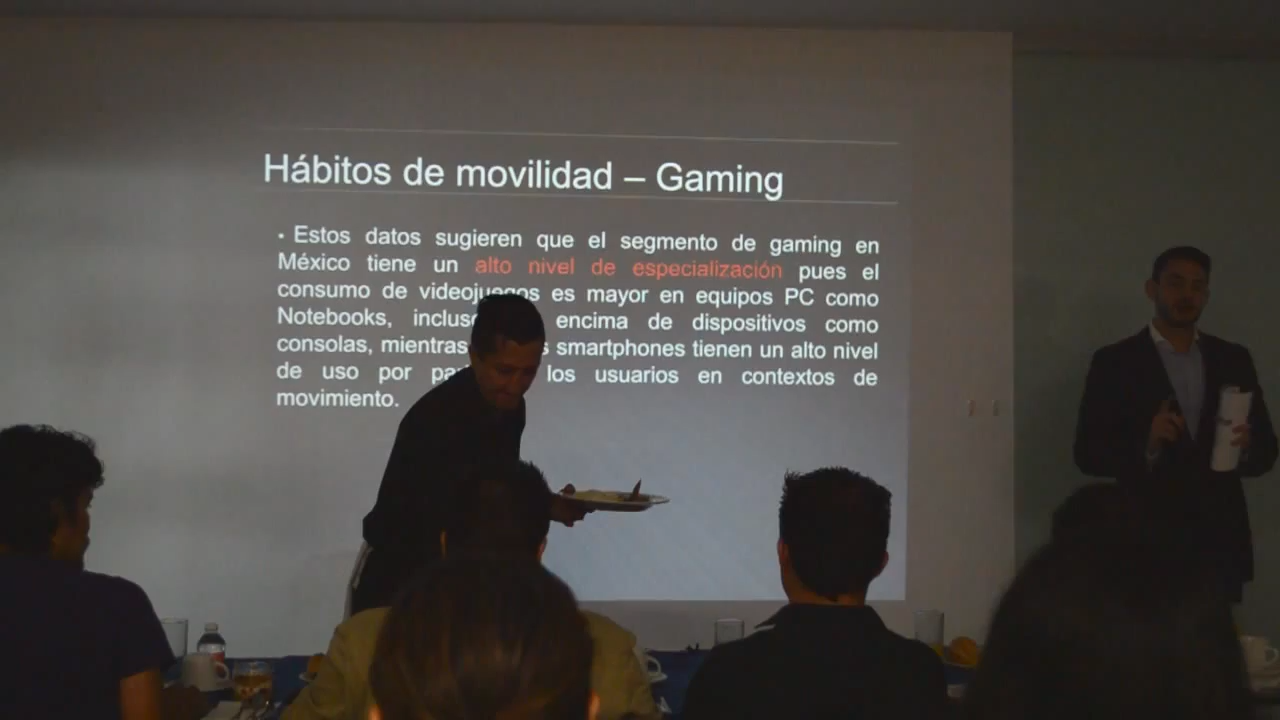 Hábitos de movilidad – Gaming
• Estos datos sugieren que el segmento de gaming en
México tiene un alto nivel de especialización pues el
consumo de videojuegos es mayor en equipos PC como
Notebooks, encima de dispositivos como
consolas, mientras smartphones tienen un alto nivel
de uso por los usuarios en contextos de
movimiento.